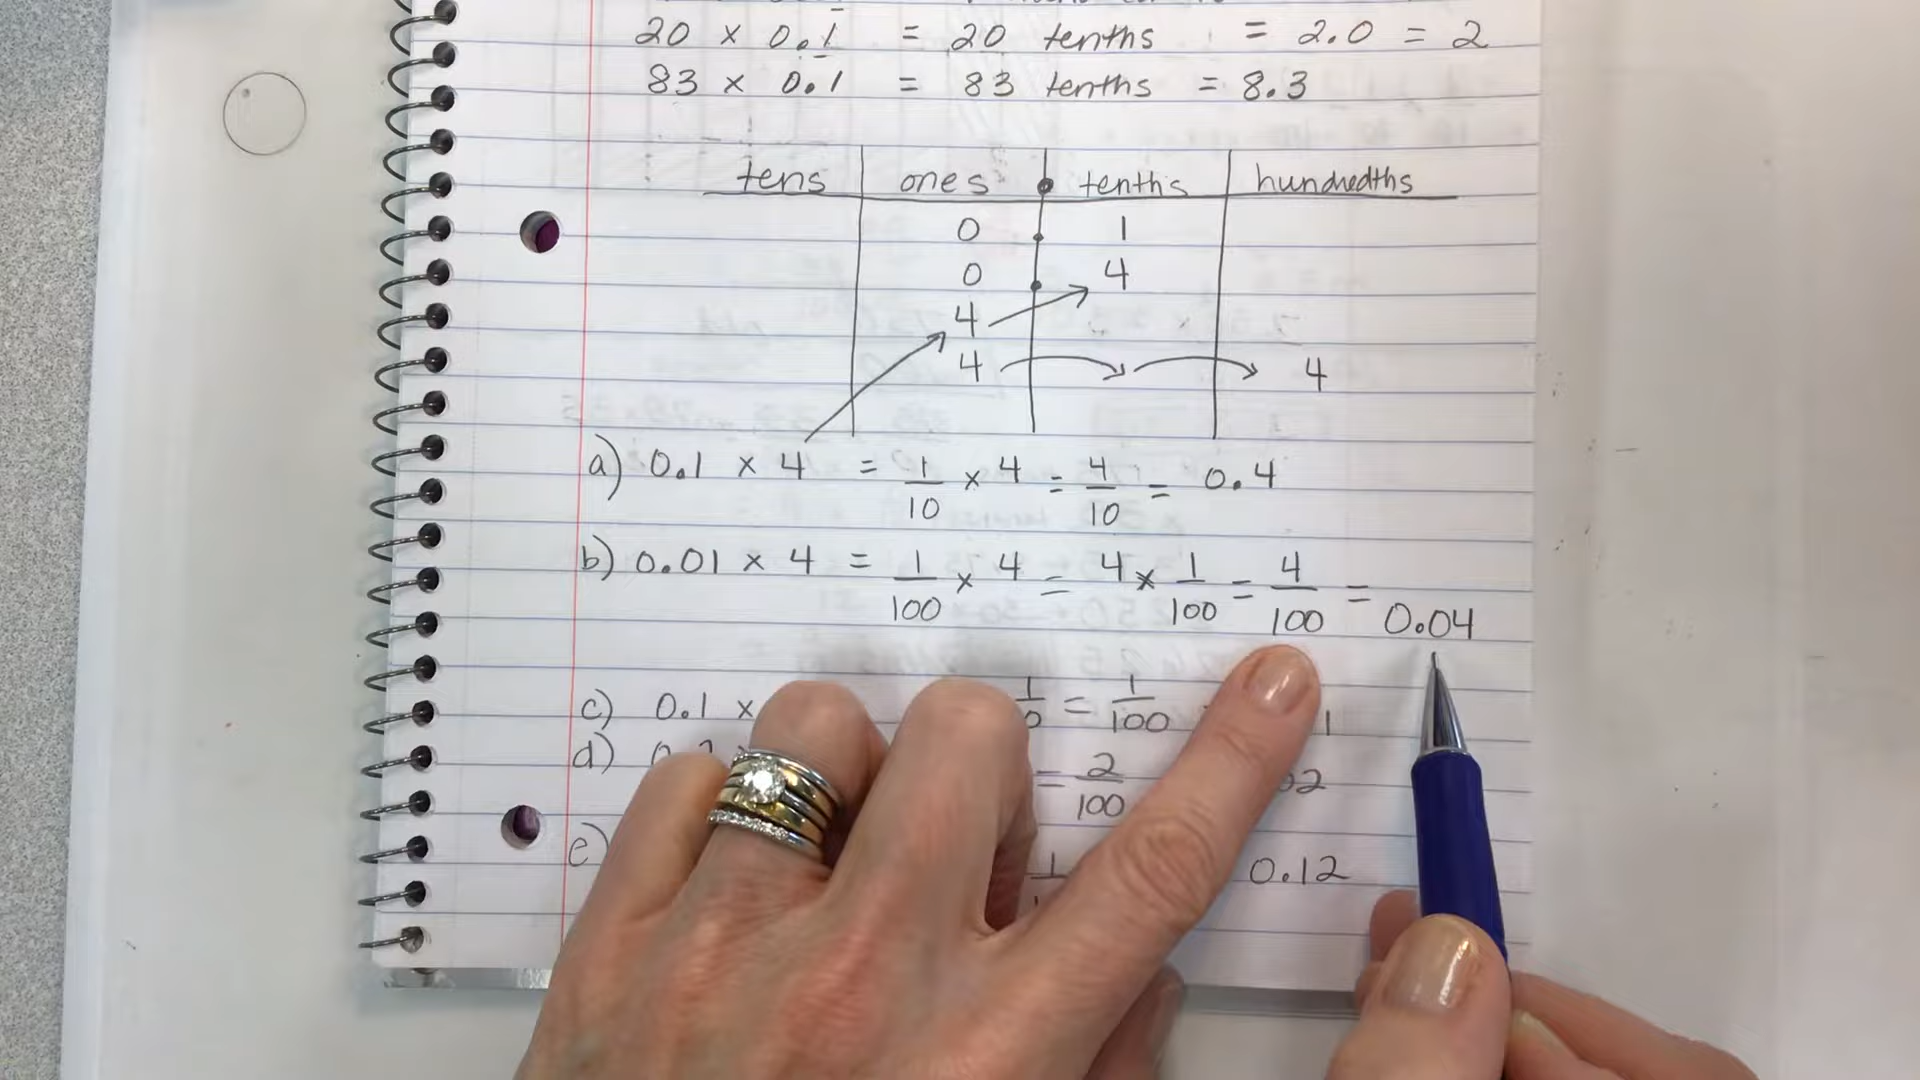 20 × 0.1 = 20 tenths = 2.0 = 2
83 × 0.1 = 83 tenths = 8.3
tens ones . tenths hundredths
0 . 1
0 . 4
4
4 4
a) 0.1 × 4 = 1/10 × 4 = 4/10 = 0.4
b) 0.01 × 4 = 1/100 × 4 = 4 × 1/100 = 4/100 = 0.04
c) 0.1 × = 1/100
d) = 2/100
e) 0.12